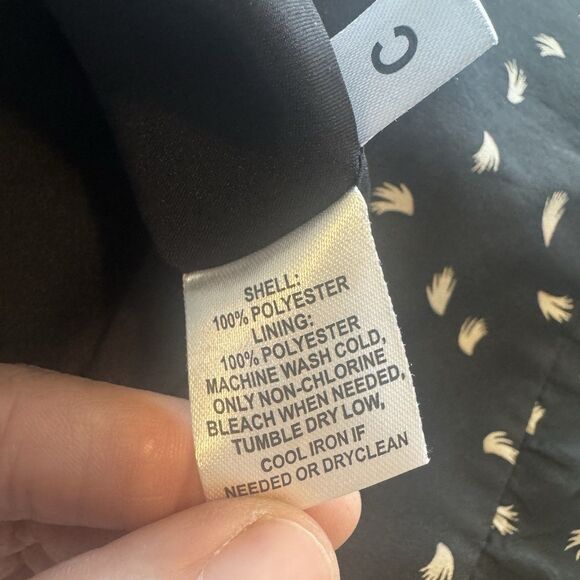 C
SHELL:
100% POLYESTER
LINING:
100% POLYESTER
MACHINE WASH COLD,
ONLY NON-CHLORINE
BLEACH WHEN NEEDED,
TUMBLE DRY LOW,
COOL IRON IF
NEEDED OR DRYCLEAN